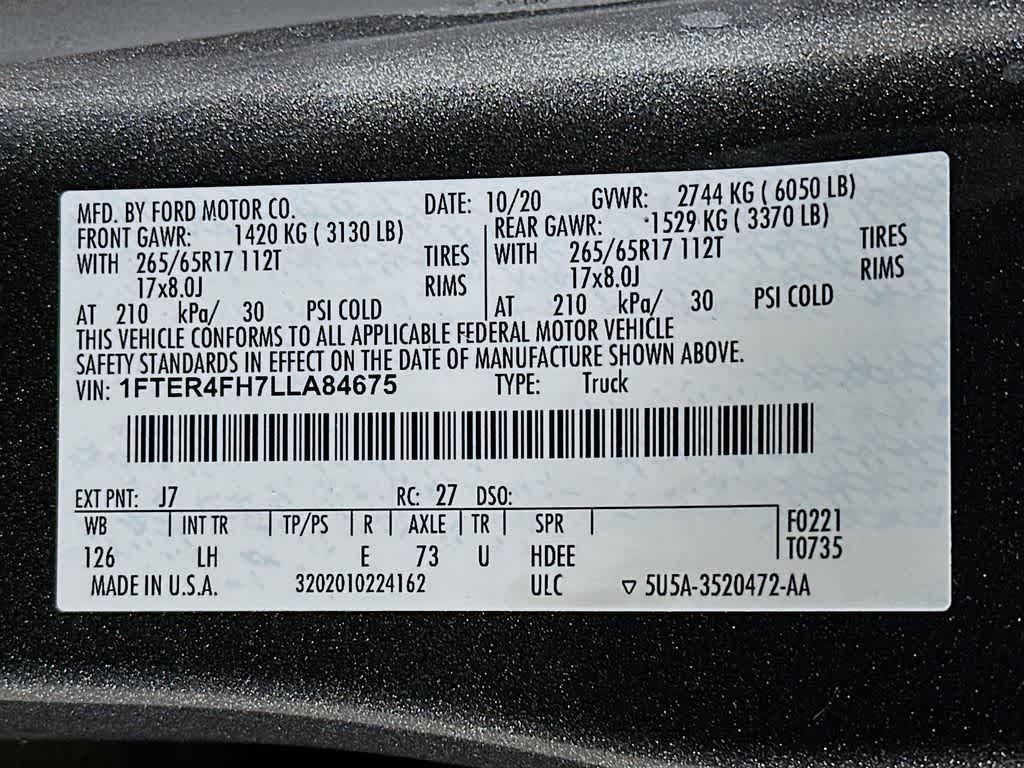 MFD. BY FORD MOTOR CO. DATE: 10/20 GVWR: 2744 KG ( 6050 LB)
FRONT GAWR: 1420 KG ( 3130 LB) REAR GAWR: 1529 KG ( 3370 LB)
WITH 265/65R17 112T TIRES WITH 265/65R17 112T TIRES
17x8.0J RIMS 17x8.0J RIMS
AT 210 kPa/ 30 PSI COLD AT 210 kPa/ 30 PSI COLD
THIS VEHICLE CONFORMS TO ALL APPLICABLE FEDERAL MOTOR VEHICLE
SAFETY STANDARDS IN EFFECT ON THE DATE OF MANUFACTURE SHOWN ABOVE.
VIN: 1FTER4FH7LLA84675 TYPE: Truck
EXT PNT: J7 RC: 27 DSO:
WB INT TR TP/PS R AXLE TR SPR F0221
126 LH E 73 U HDEE T0735
MADE IN U.S.A. 3202010224162 ULC ▽ 5U5A-3520472-AA